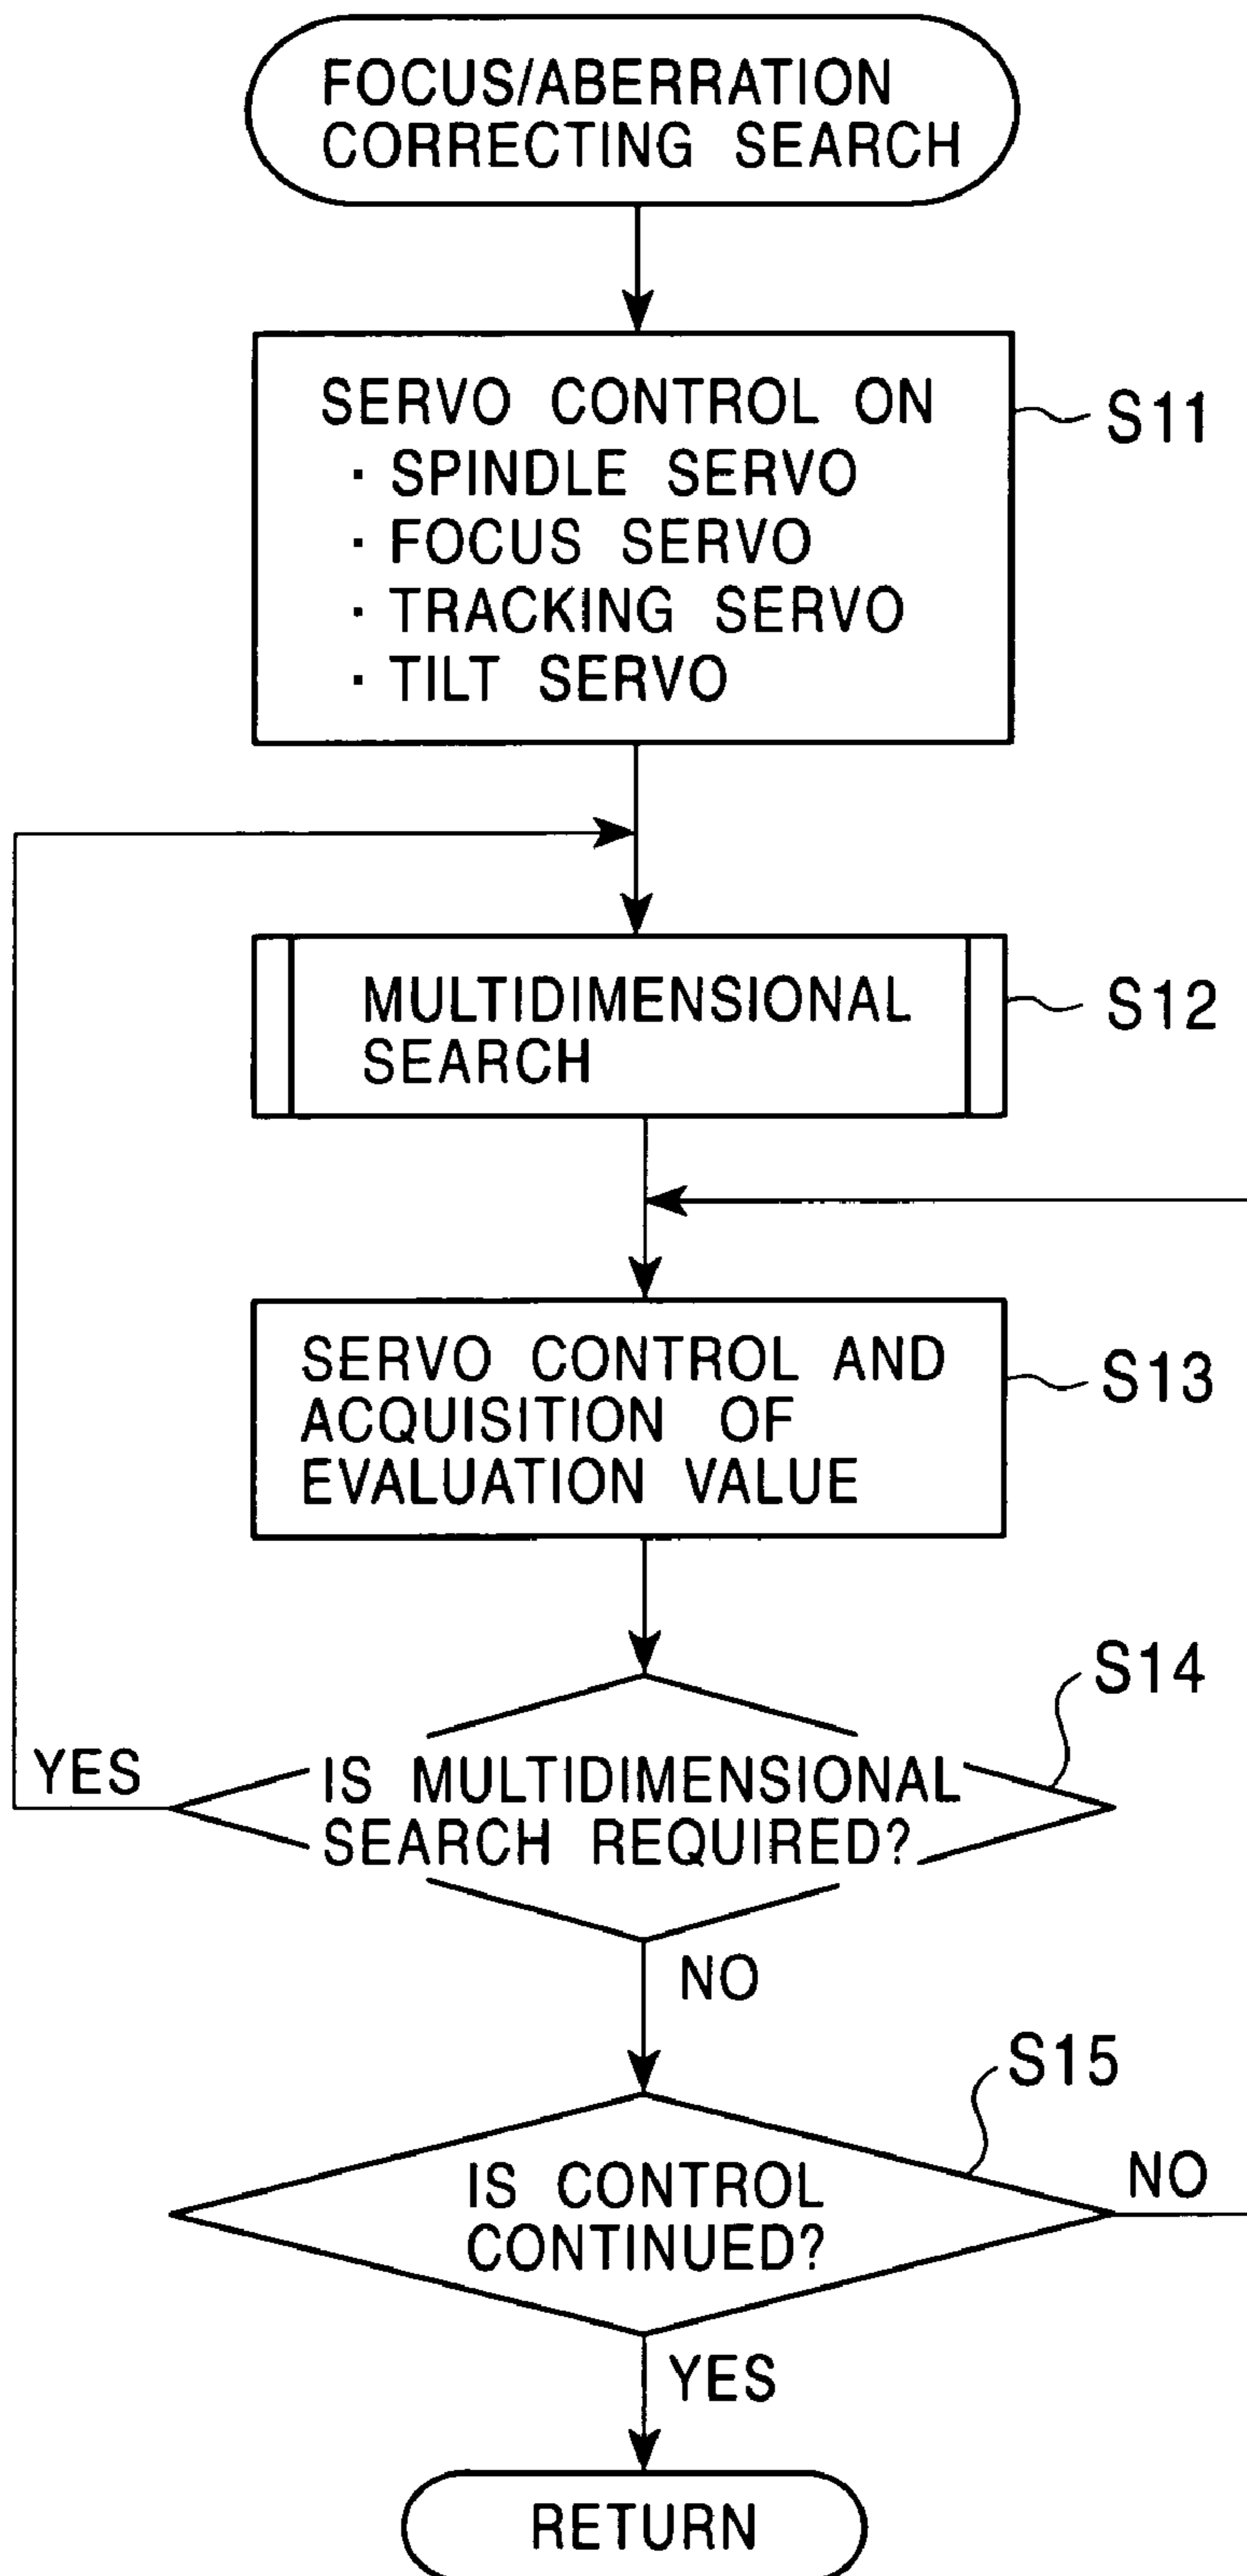 FOCUS/ABERRATION
CORRECTING SEARCH
SERVO CONTROL ON
· SPINDLE SERVO
· FOCUS SERVO
· TRACKING SERVO
· TILT SERVO
S11
MULTIDIMENSIONAL
SEARCH
S12
SERVO CONTROL AND
ACQUISITION OF
EVALUATION VALUE
S13
S14
YES
IS MULTIDIMENSIONAL
SEARCH REQUIRED?
NO
S15
IS CONTROL
CONTINUED?
NO
YES
RETURN